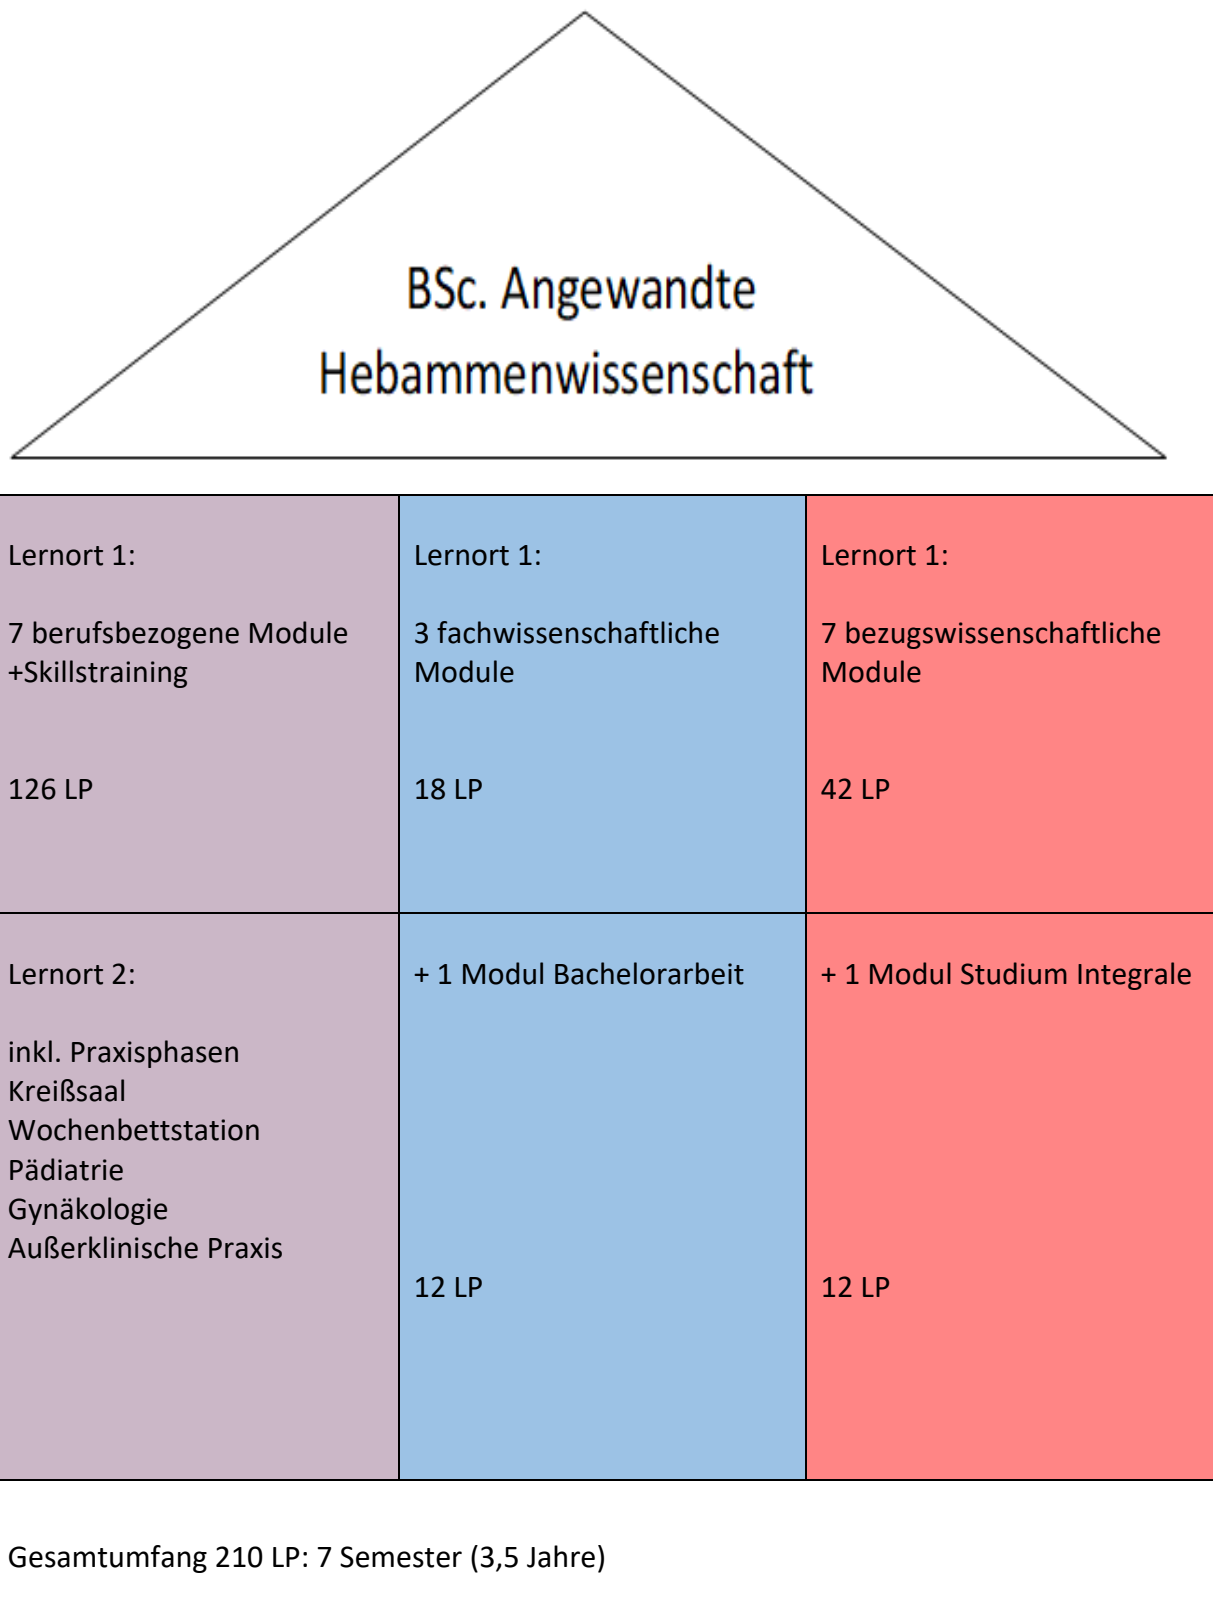 BSc. Angewandte
Hebammenwissenschaft
Lernort 1:
7 berufsbezogene Module
+Skillstraining
126 LP
Lernort 1:
3 fachwissenschaftliche
Module
18 LP
Lernort 1:
7 bezugswissenschaftliche
Module
42 LP
Lernort 2:
inkl. Praxisphasen
Kreißsaal
Wochenbettstation
Pädiatrie
Gynäkologie
Außerklinische Praxis
+ 1 Modul Bachelorarbeit
12 LP
+ 1 Modul Studium Integrale
12 LP
Gesamtumfang 210 LP: 7 Semester (3,5 Jahre)